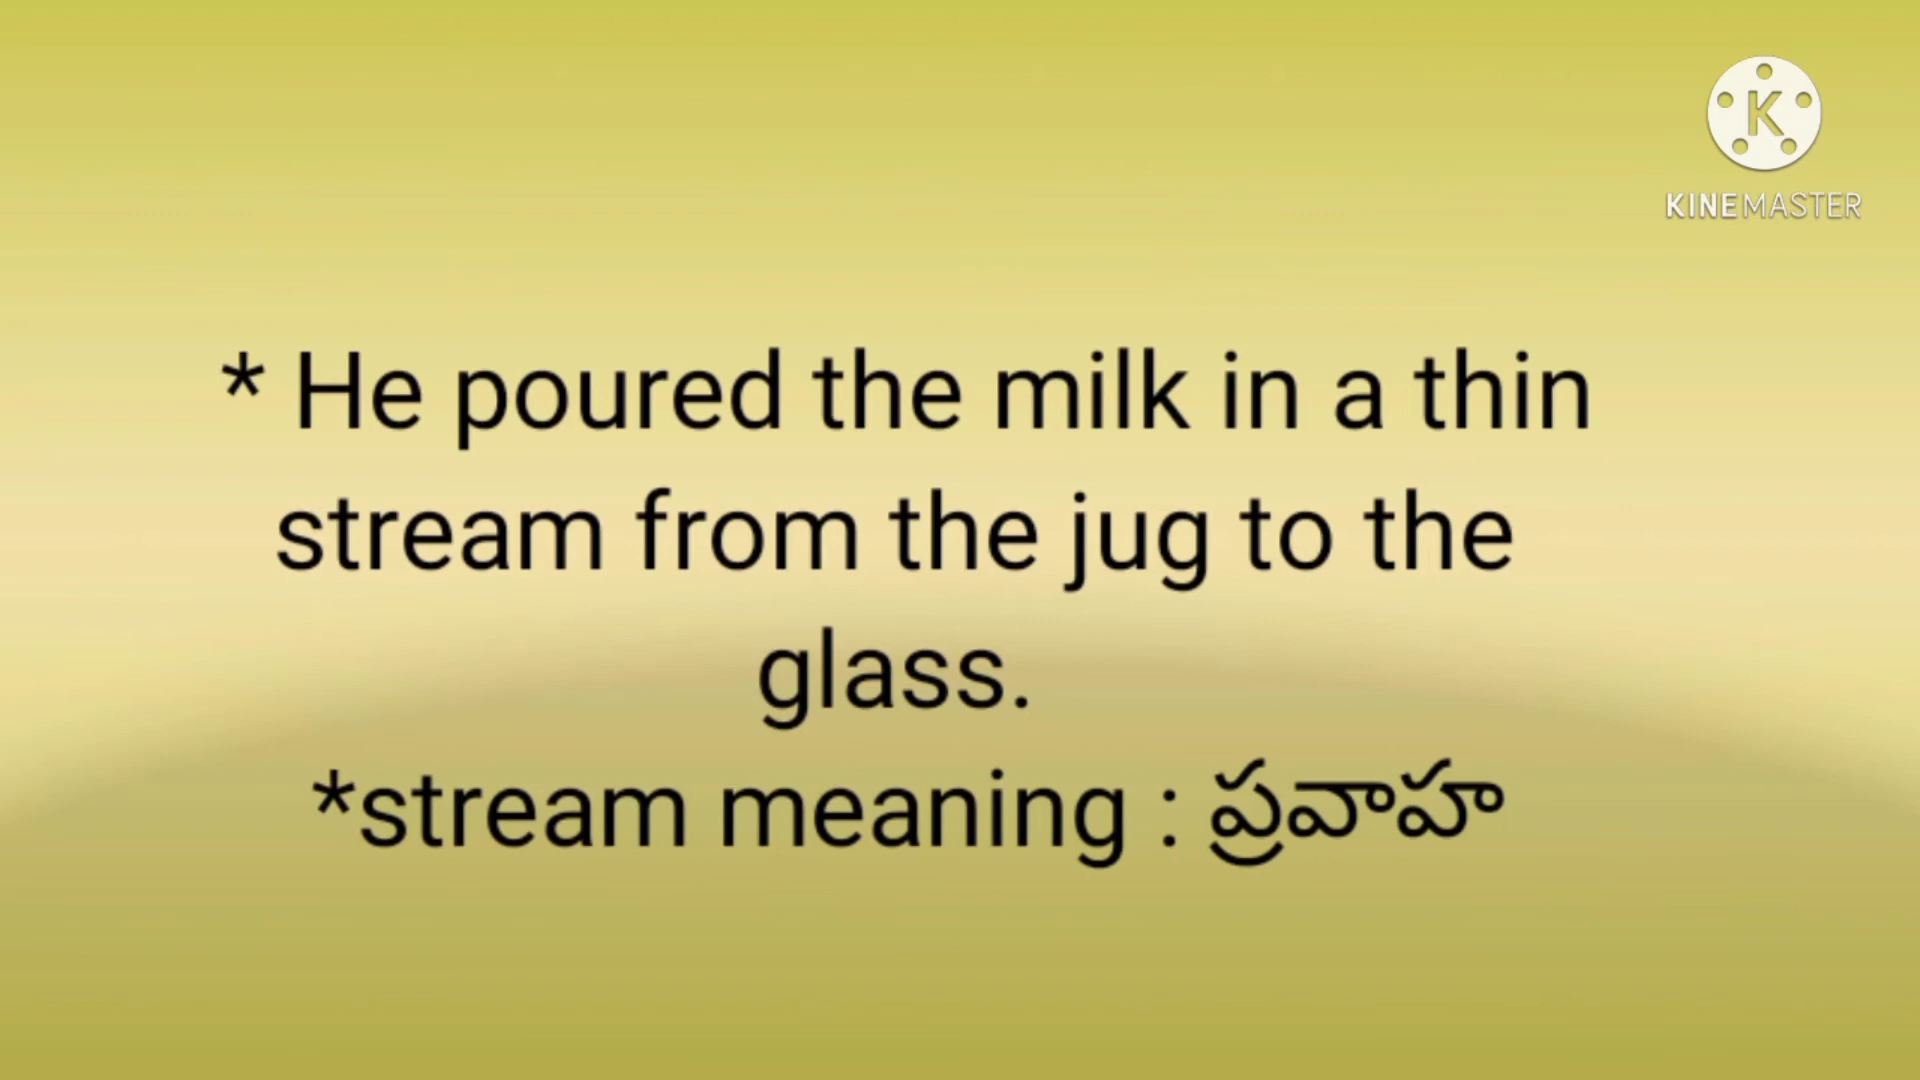 KINEMASTER
* He poured the milk in a thin
stream from the jug to the
glass.
*stream meaning : ప్రవాహ